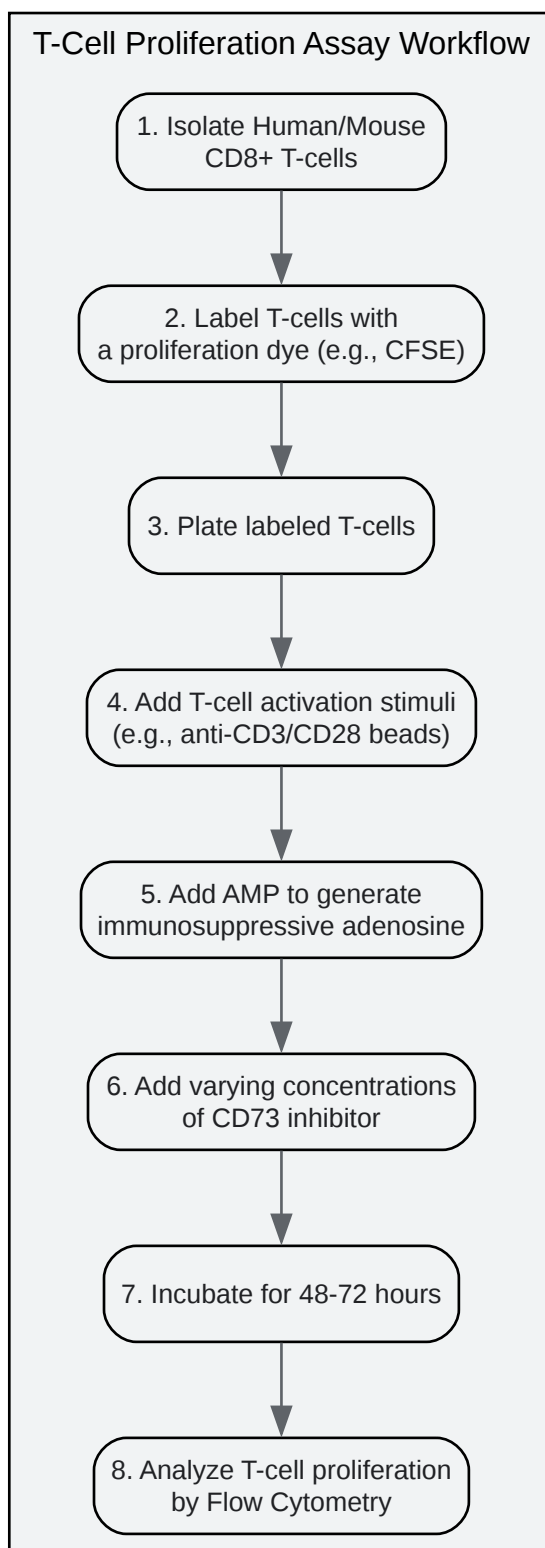 T-Cell Proliferation Assay Workflow
1. Isolate Human/Mouse
CD8+ T-cells
2. Label T-cells with
a proliferation dye (e.g., CFSE)
3. Plate labeled T-cells
4. Add T-cell activation stimuli
(e.g., anti-CD3/CD28 beads)
5. Add AMP to generate
immunosuppressive adenosine
6. Add varying concentrations
of CD73 inhibitor
7. Incubate for 48-72 hours
8. Analyze T-cell proliferation
by Flow Cytometry